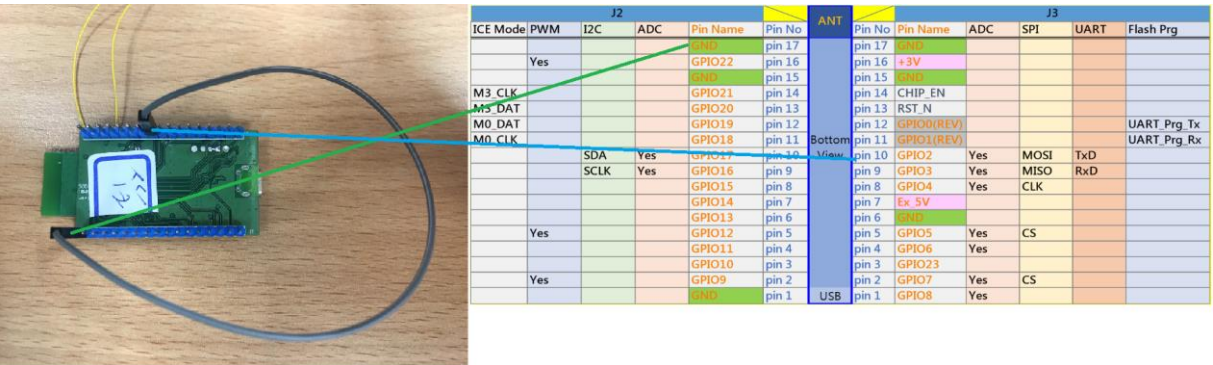 J2 ANT J3
ICE Mode PWM I2C ADC Pin Name Pin No Pin No Pin Name ADC SPI UART Flash Prg
GND pin 17 pin 17 GND
Yes GPIO22 pin 16 pin 16 +3V
GND pin 15 pin 15 GND
M3_CLK GPIO21 pin 14 pin 14 CHIP_EN
M3_DAT GPIO20 pin 13 pin 13 RST_N
M0_DAT GPIO19 pin 12 pin 12 GPIO0(REV) UART_Prg_Tx
M0_CLK GPIO18 pin 11 Bottom pin 11 GPIO1(REV) UART_Prg_Rx
SDA Yes GPIO17 pin 10 View pin 10 GPIO2 Yes MOSI TxD
SCLK Yes GPIO16 pin 9 pin 9 GPIO3 Yes MISO RxD
GPIO15 pin 8 pin 8 GPIO4 Yes CLK
GPIO14 pin 7 pin 7 Ex_5V
GPIO13 pin 6 pin 6 GND
Yes GPIO12 pin 5 pin 5 GPIO5 Yes CS
GPIO11 pin 4 pin 4 GPIO6 Yes
GPIO10 pin 3 pin 3 GPIO23
Yes GPIO9 pin 2 pin 2 GPIO7 Yes CS
GND pin 1 USB pin 1 GPIO8 Yes